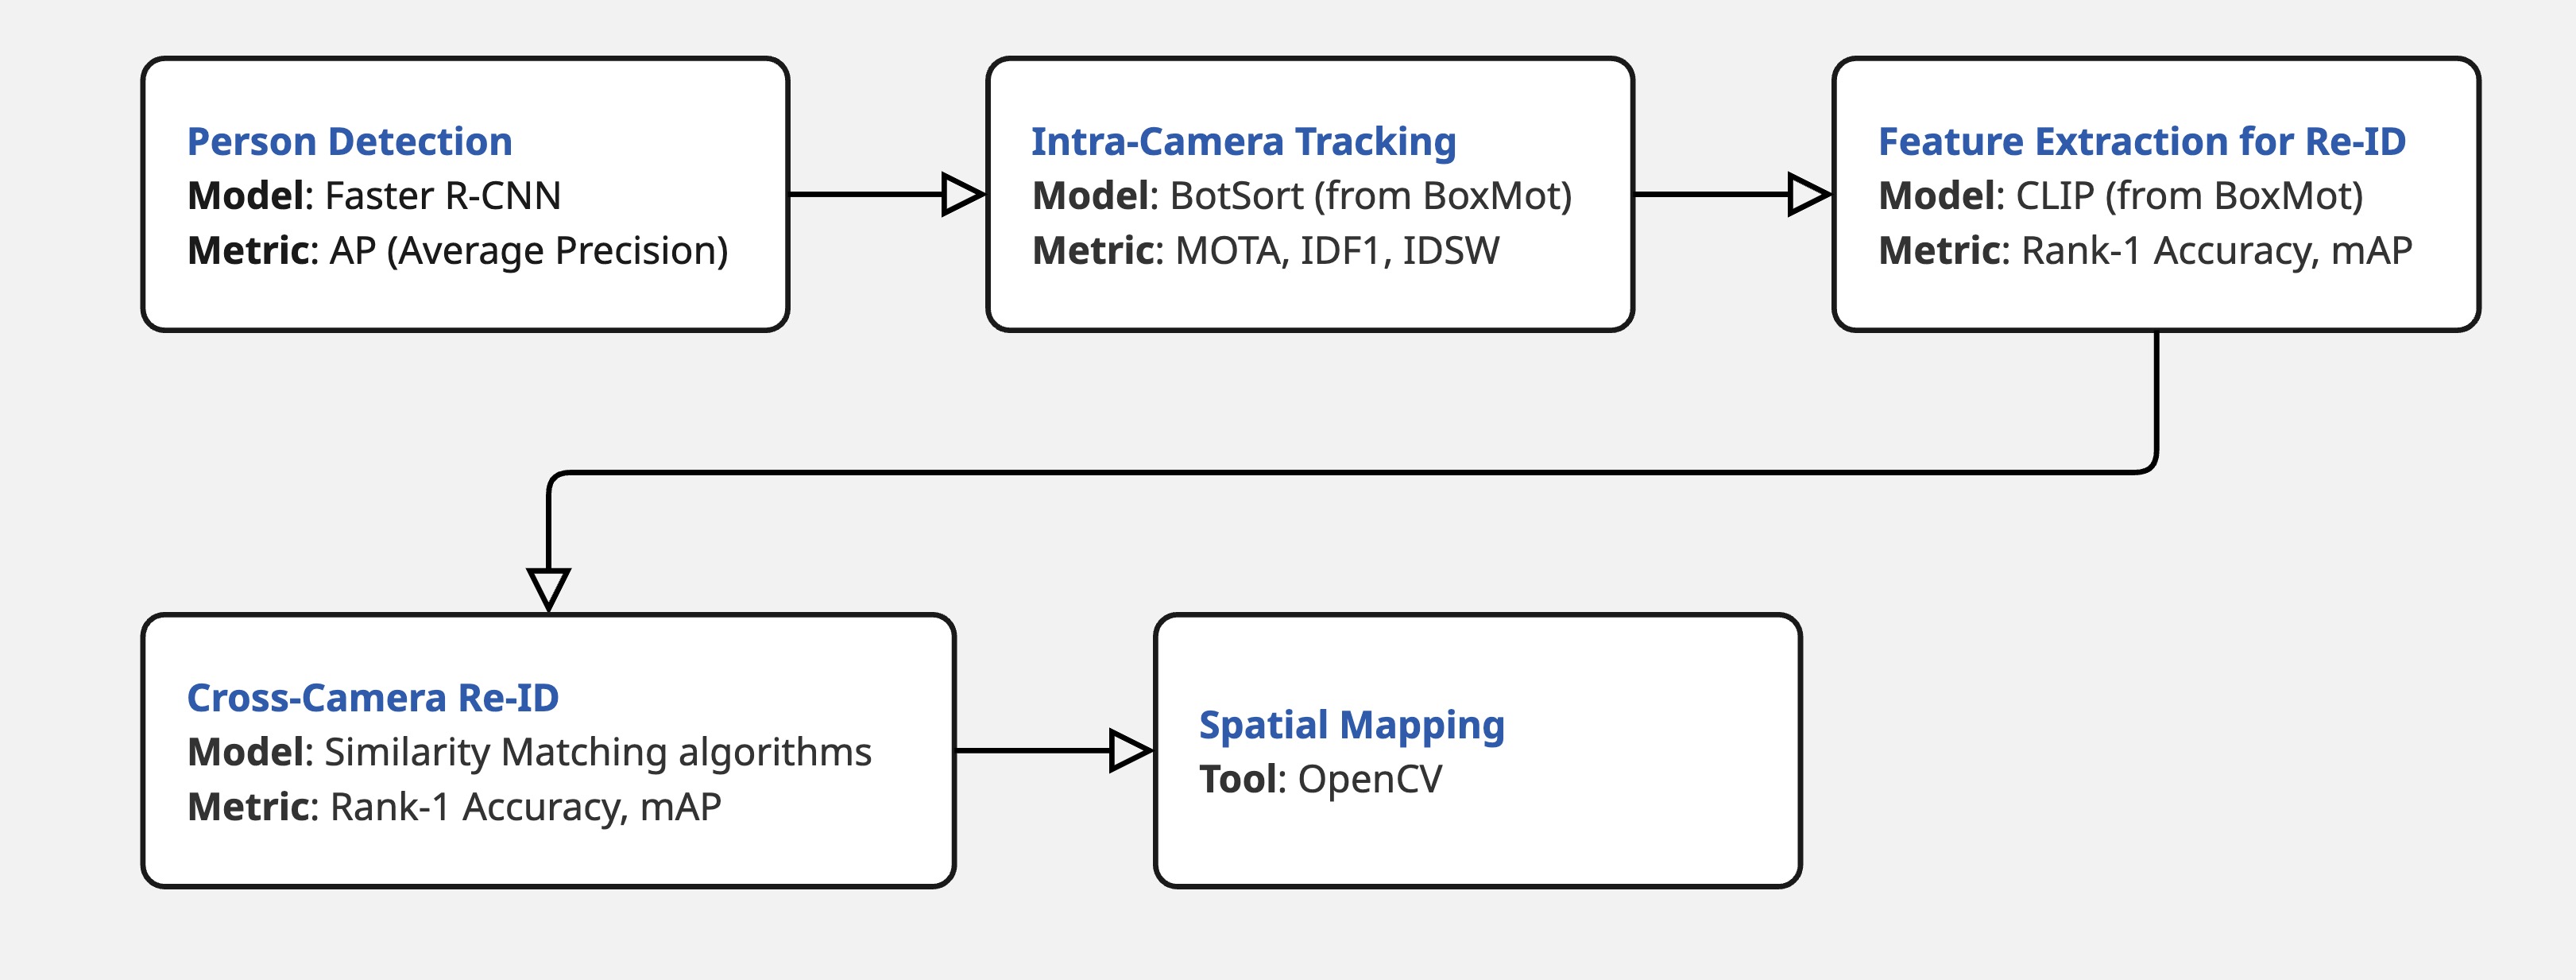 Person Detection
Model: Faster R-CNN
Metric: AP (Average Precision)
Intra-Camera Tracking
Model: BotSort (from BoxMot)
Metric: MOTA, IDF1, IDSW
Feature Extraction for Re-ID
Model: CLIP (from BoxMot)
Metric: Rank-1 Accuracy, mAP
Cross-Camera Re-ID
Model: Similarity Matching algorithms
Metric: Rank-1 Accuracy, mAP
Spatial Mapping
Tool: OpenCV